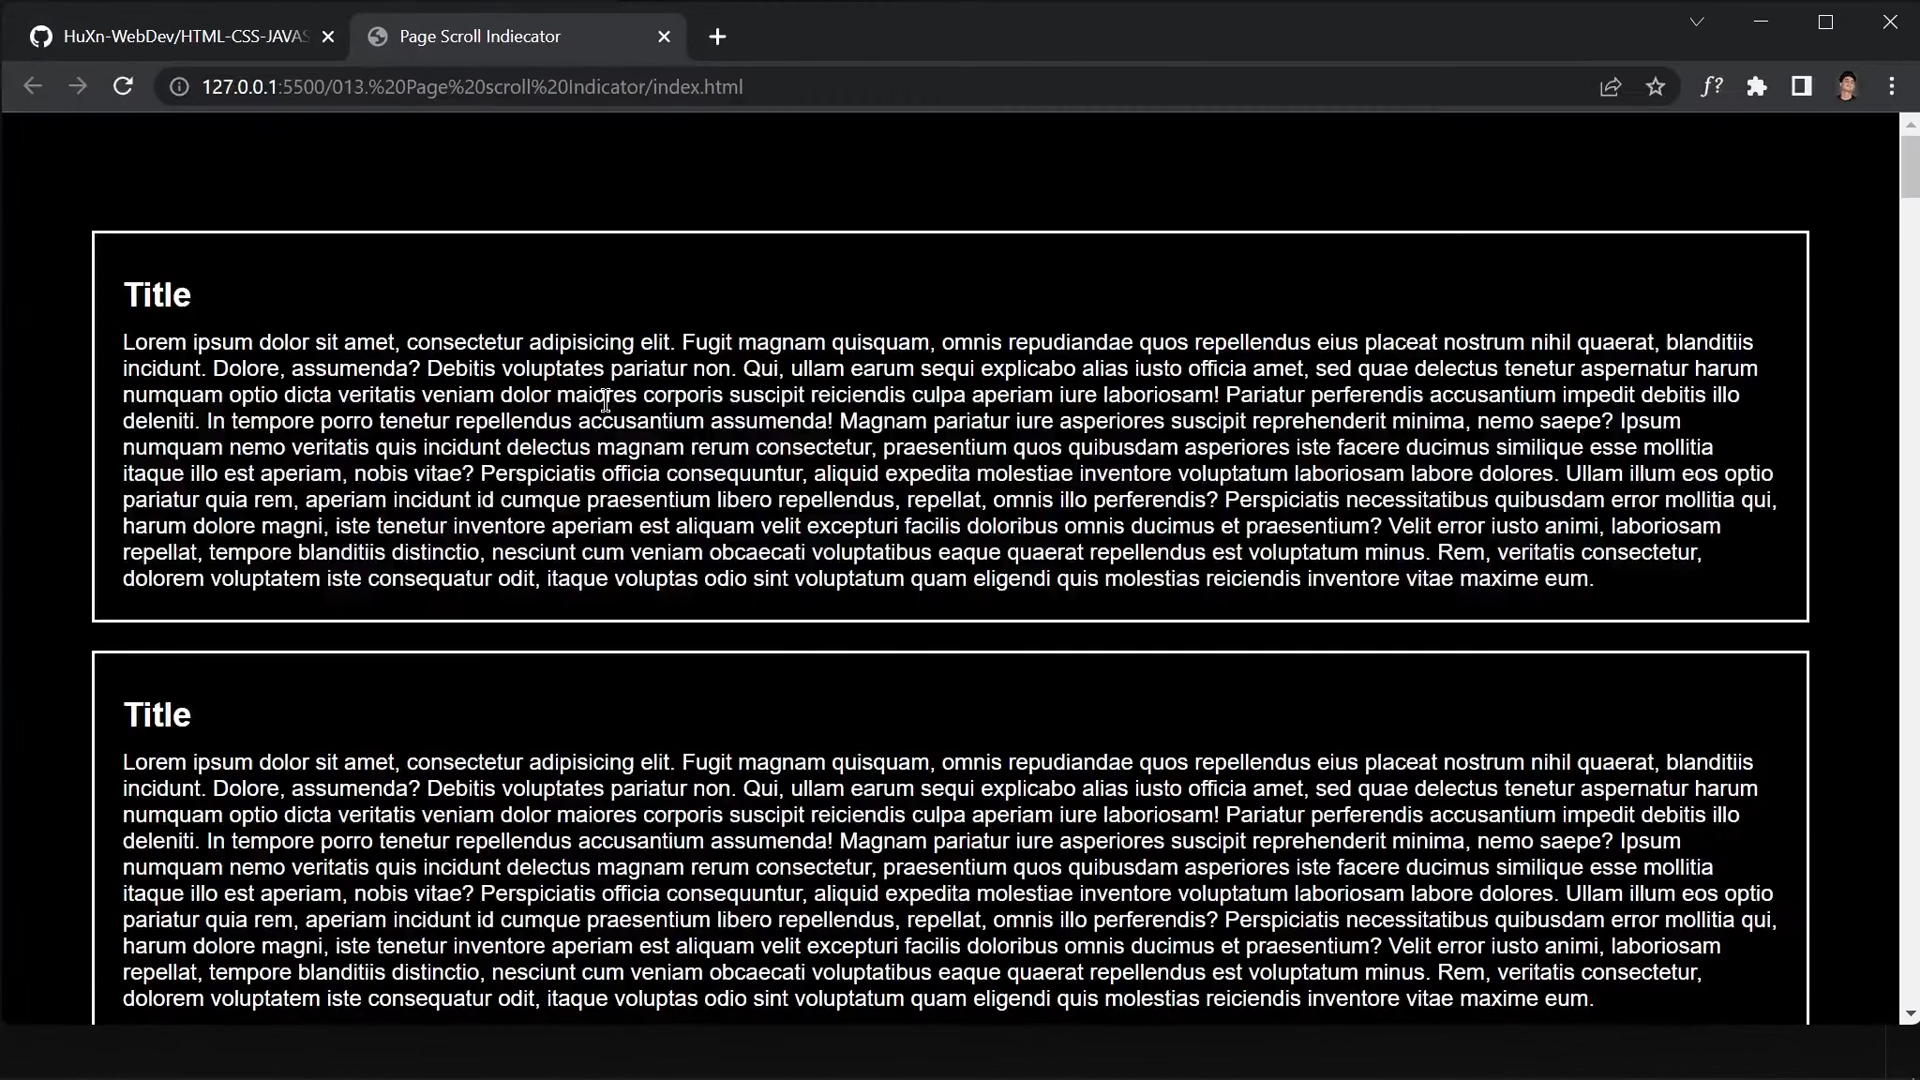 HuXn-WebDev/HTML-CSS-JAVAS
Page Scroll Indiecator
127.0.0.1:5500/013.%20Page%20scroll%20Indicator/index.html
f?
Title
Lorem ipsum dolor sit amet, consectetur adipisicing elit. Fugit magnam quisquam, omnis repudiandae quos repellendus eius placeat nostrum nihil quaerat, blanditiis
incidunt. Dolore, assumenda? Debitis voluptates pariatur non. Qui, ullam earum sequi explicabo alias iusto officia amet, sed quae delectus tenetur aspernatur harum
numquam optio dicta veritatis veniam dolor maiores corporis suscipit reiciendis culpa aperiam iure laboriosam! Pariatur perferendis accusantium impedit debitis illo
deleniti. In tempore porro tenetur repellendus accusantium assumenda! Magnam pariatur iure asperiores suscipit reprehenderit minima, nemo saepe? Ipsum
numquam nemo veritatis quis incidunt delectus magnam rerum consectetur, praesentium quos quibusdam asperiores iste facere ducimus similique esse mollitia
itaque illo est aperiam, nobis vitae? Perspiciatis officia consequuntur, aliquid expedita molestiae inventore voluptatum laboriosam labore dolores. Ullam illum eos optio
pariatur quia rem, aperiam incidunt id cumque praesentium libero repellendus, repellat, omnis illo perferendis? Perspiciatis necessitatibus quibusdam error mollitia qui,
harum dolore magni, iste tenetur inventore aperiam est aliquam velit excepturi facilis doloribus omnis ducimus et praesentium? Velit error iusto animi, laboriosam
repellat, tempore blanditiis distinctio, nesciunt cum veniam obcaecati voluptatibus eaque quaerat repellendus est voluptatum minus. Rem, veritatis consectetur,
dolorem voluptatem iste consequatur odit, itaque voluptas odio sint voluptatum quam eligendi quis molestias reiciendis inventore vitae maxime eum.
Title
Lorem ipsum dolor sit amet, consectetur adipisicing elit. Fugit magnam quisquam, omnis repudiandae quos repellendus eius placeat nostrum nihil quaerat, blanditiis
incidunt. Dolore, assumenda? Debitis voluptates pariatur non. Qui, ullam earum sequi explicabo alias iusto officia amet, sed quae delectus tenetur aspernatur harum
numquam optio dicta veritatis veniam dolor maiores corporis suscipit reiciendis culpa aperiam iure laboriosam! Pariatur perferendis accusantium impedit debitis illo
deleniti. In tempore porro tenetur repellendus accusantium assumenda! Magnam pariatur iure asperiores suscipit reprehenderit minima, nemo saepe? Ipsum
numquam nemo veritatis quis incidunt delectus magnam rerum consectetur, praesentium quos quibusdam asperiores iste facere ducimus similique esse mollitia
itaque illo est aperiam, nobis vitae? Perspiciatis officia consequuntur, aliquid expedita molestiae inventore voluptatum laboriosam labore dolores. Ullam illum eos optio
pariatur quia rem, aperiam incidunt id cumque praesentium libero repellendus, repellat, omnis illo perferendis? Perspiciatis necessitatibus quibusdam error mollitia qui,
harum dolore magni, iste tenetur inventore aperiam est aliquam velit excepturi facilis doloribus omnis ducimus et praesentium? Velit error iusto animi, laboriosam
repellat, tempore blanditiis distinctio, nesciunt cum veniam obcaecati voluptatibus eaque quaerat repellendus est voluptatum minus. Rem, veritatis consectetur,
dolorem voluptatem iste consequatur odit, itaque voluptas odio sint voluptatum quam eligendi quis molestias reiciendis inventore vitae maxime eum.